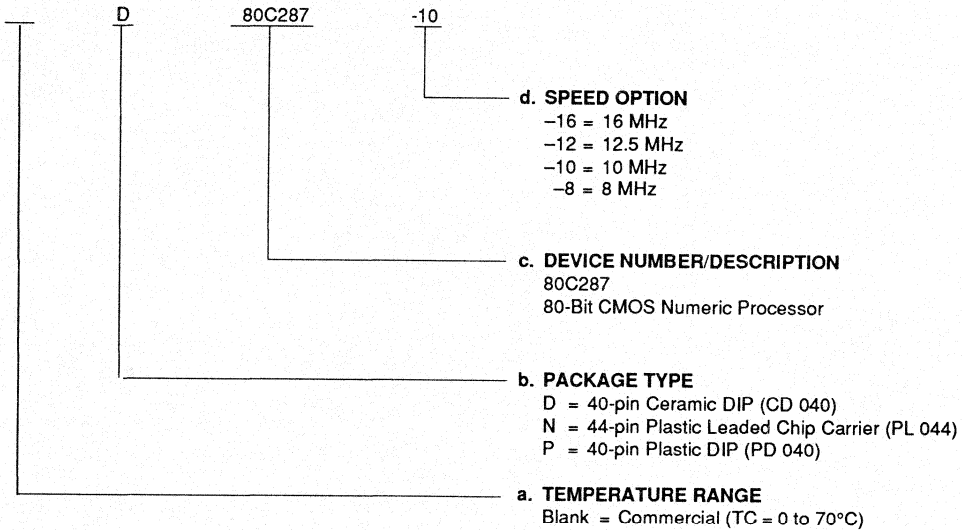 D 80C287 -10
d. SPEED OPTION
–16 = 16 MHz
–12 = 12.5 MHz
–10 = 10 MHz
–8 = 8 MHz
c. DEVICE NUMBER/DESCRIPTION
80C287
80-Bit CMOS Numeric Processor
b. PACKAGE TYPE
D = 40-pin Ceramic DIP (CD 040)
N = 44-pin Plastic Leaded Chip Carrier (PL 044)
P = 40-pin Plastic DIP (PD 040)
a. TEMPERATURE RANGE
Blank = Commercial (TC = 0 to 70°C)